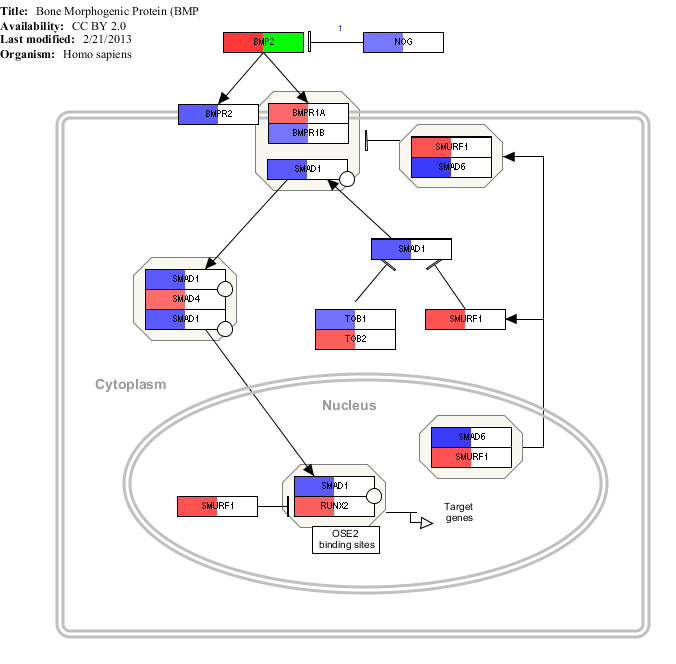 Title: Bone Morphogenic Protein (BMP
Availability: CC BY 2.0
Last modified: 2/21/2013
Organism: Homo sapiens
1
BMP2
NOG
BMPR2
BMPR1A
BMPR1B
SMAD1
SMURF1
SMAD6
SMAD1
SMAD1
SMAD4
SMAD1
TOB1
TOB2
SMURF1
Cytoplasm
Nucleus
SMAD6
SMURF1
SMURF1
SMAD1
RUNX2
OSE2
binding sites
Target
genes